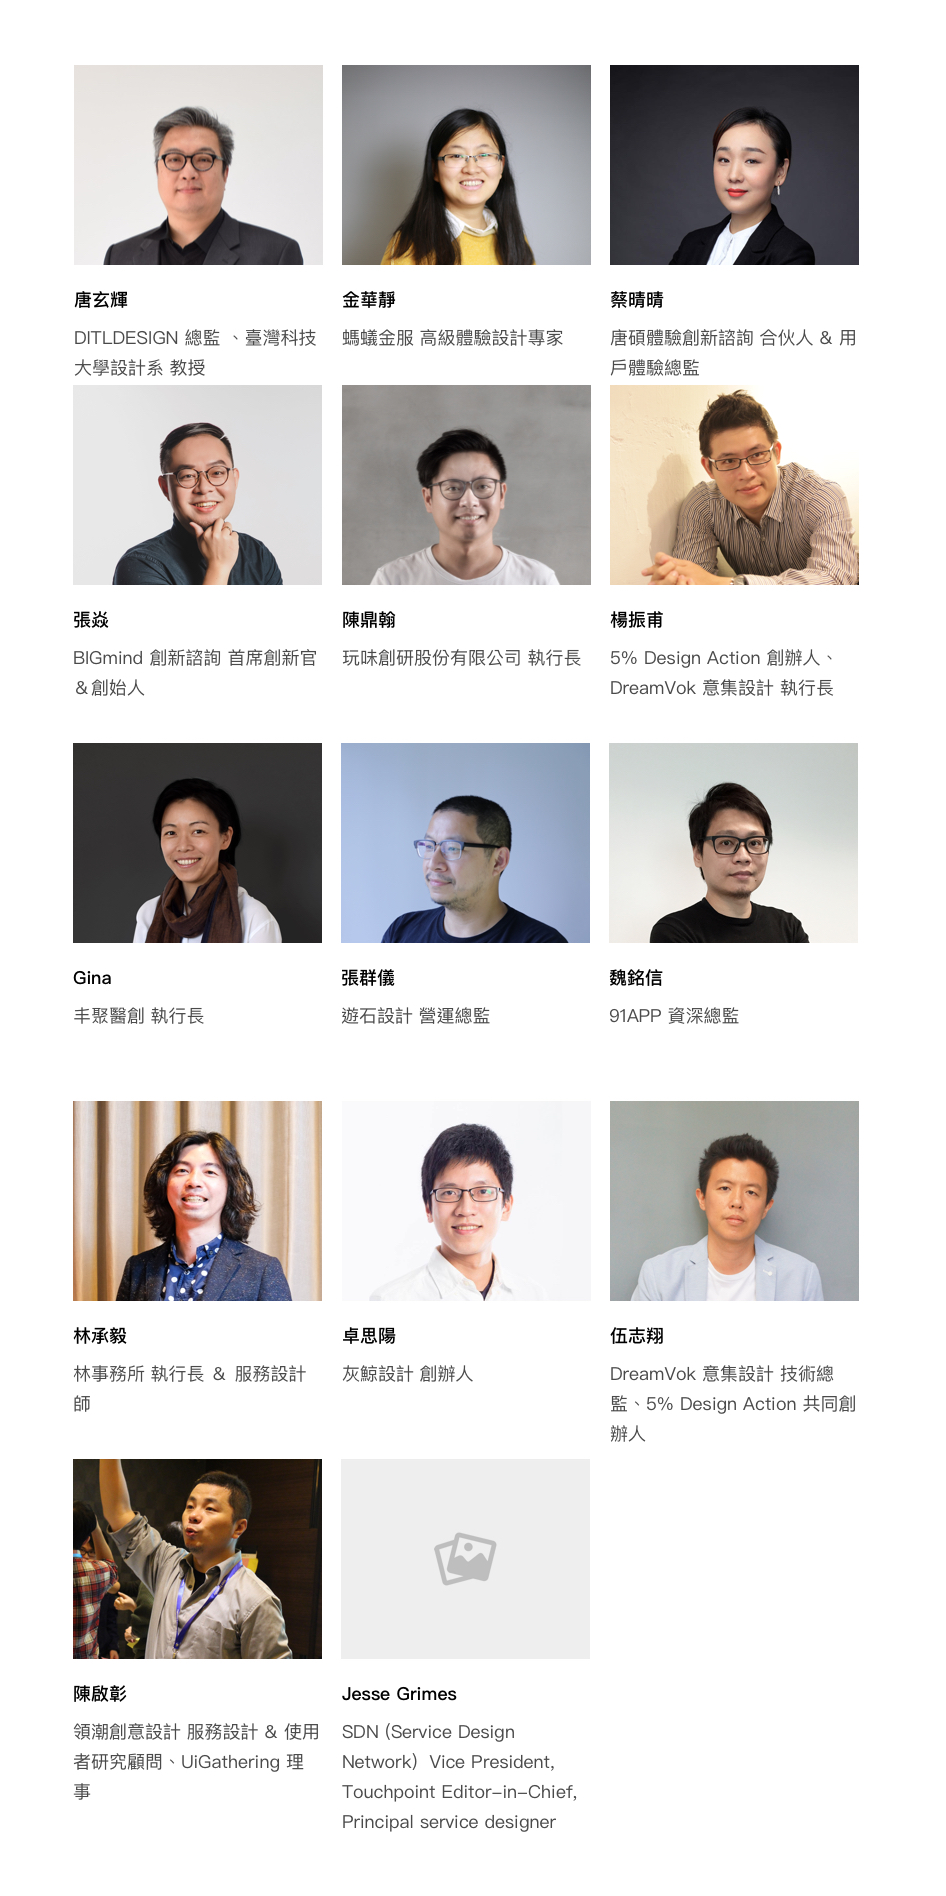 唐玄輝
DITLDESIGN 總監 、臺灣科技
大學設計系 教授
金華靜
螞蟻金服 高級體驗設計專家
蔡晴晴
唐碩體驗創新諮詢 合伙人 & 用
戶體驗總監
張焱
BIGmind 創新諮詢 首席創新官
＆創始人
陳鼎翰
玩味創研股份有限公司 執行長
楊振甫
5% Design Action 創辦人、
DreamVok 意集設計 執行長
Gina
丰聚醫創 執行長
張群儀
遊石設計 營運總監
魏銘信
91APP 資深總監
林承毅
林事務所 執行長 ＆ 服務設計
師
卓思陽
灰鯨設計 創辦人
伍志翔
DreamVok 意集設計 技術總
監、5% Design Action 共同創
辦人
陳啟彰
領潮創意設計 服務設計 & 使用
者研究顧問、UiGathering 理
事
Jesse Grimes
SDN (Service Design
Network）Vice President,
Touchpoint Editor-in-Chief,
Principal service designer